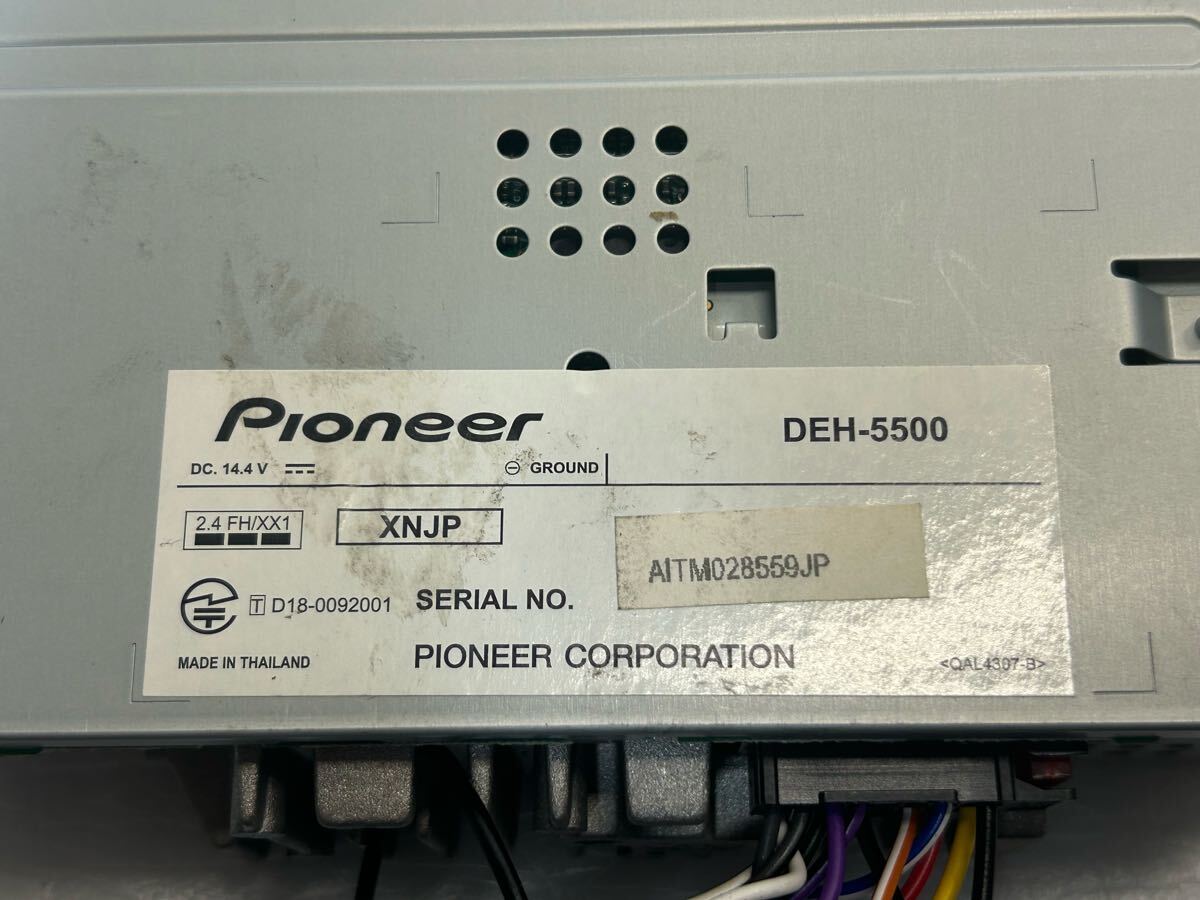 Pioneer
DEH-5500
DC. 14.4 V
⊖ GROUND
2.4 FH/XX1
XNJP
AITM028559JP
T D18-0092001
SERIAL NO.
MADE IN THAILAND
PIONEER CORPORATION
<QAL4307-B>